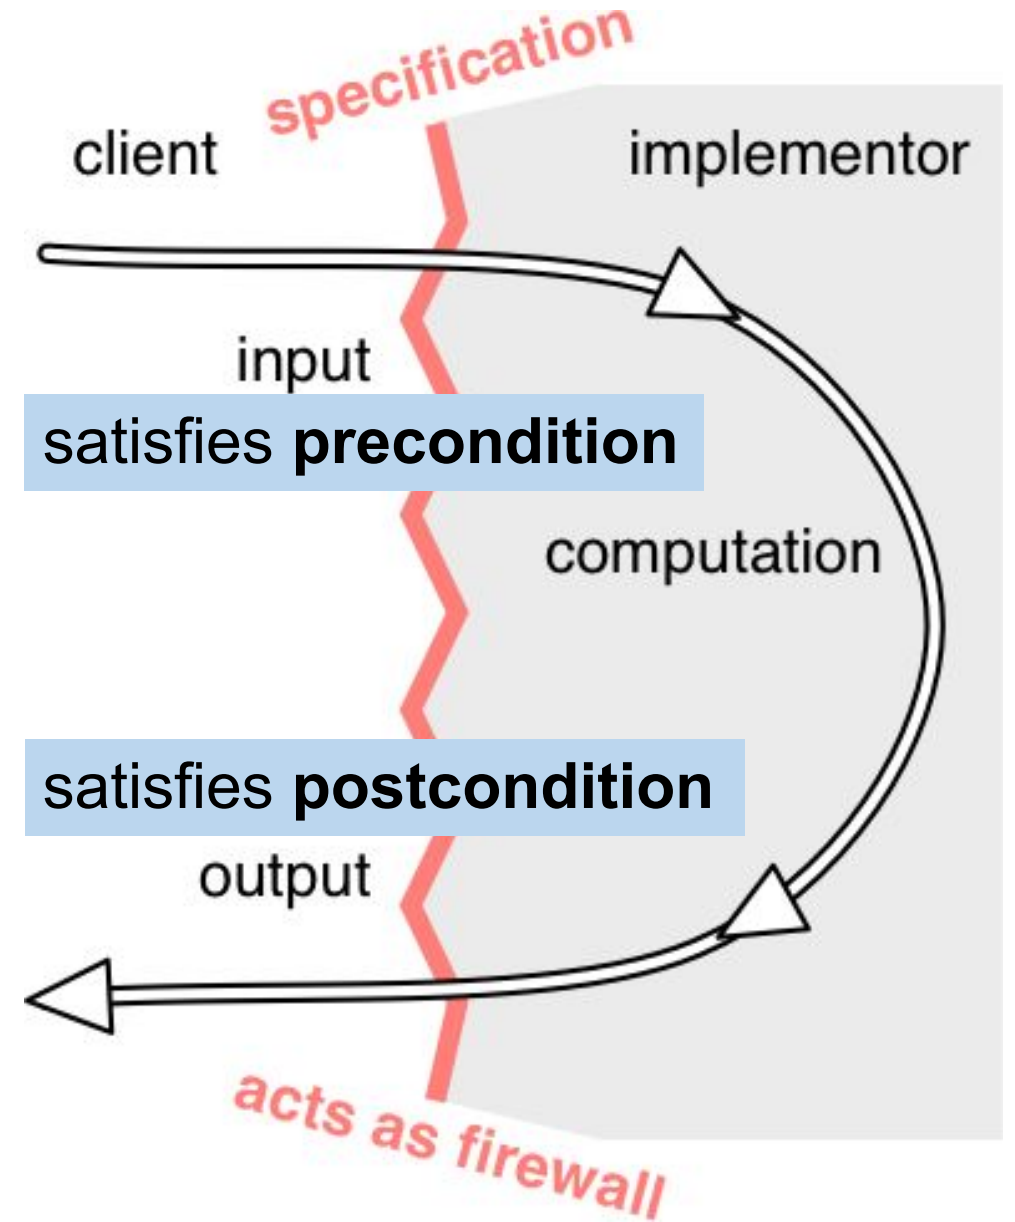 specification
client
implementor
input
satisfies precondition
computation
satisfies postcondition
output
acts as firewall